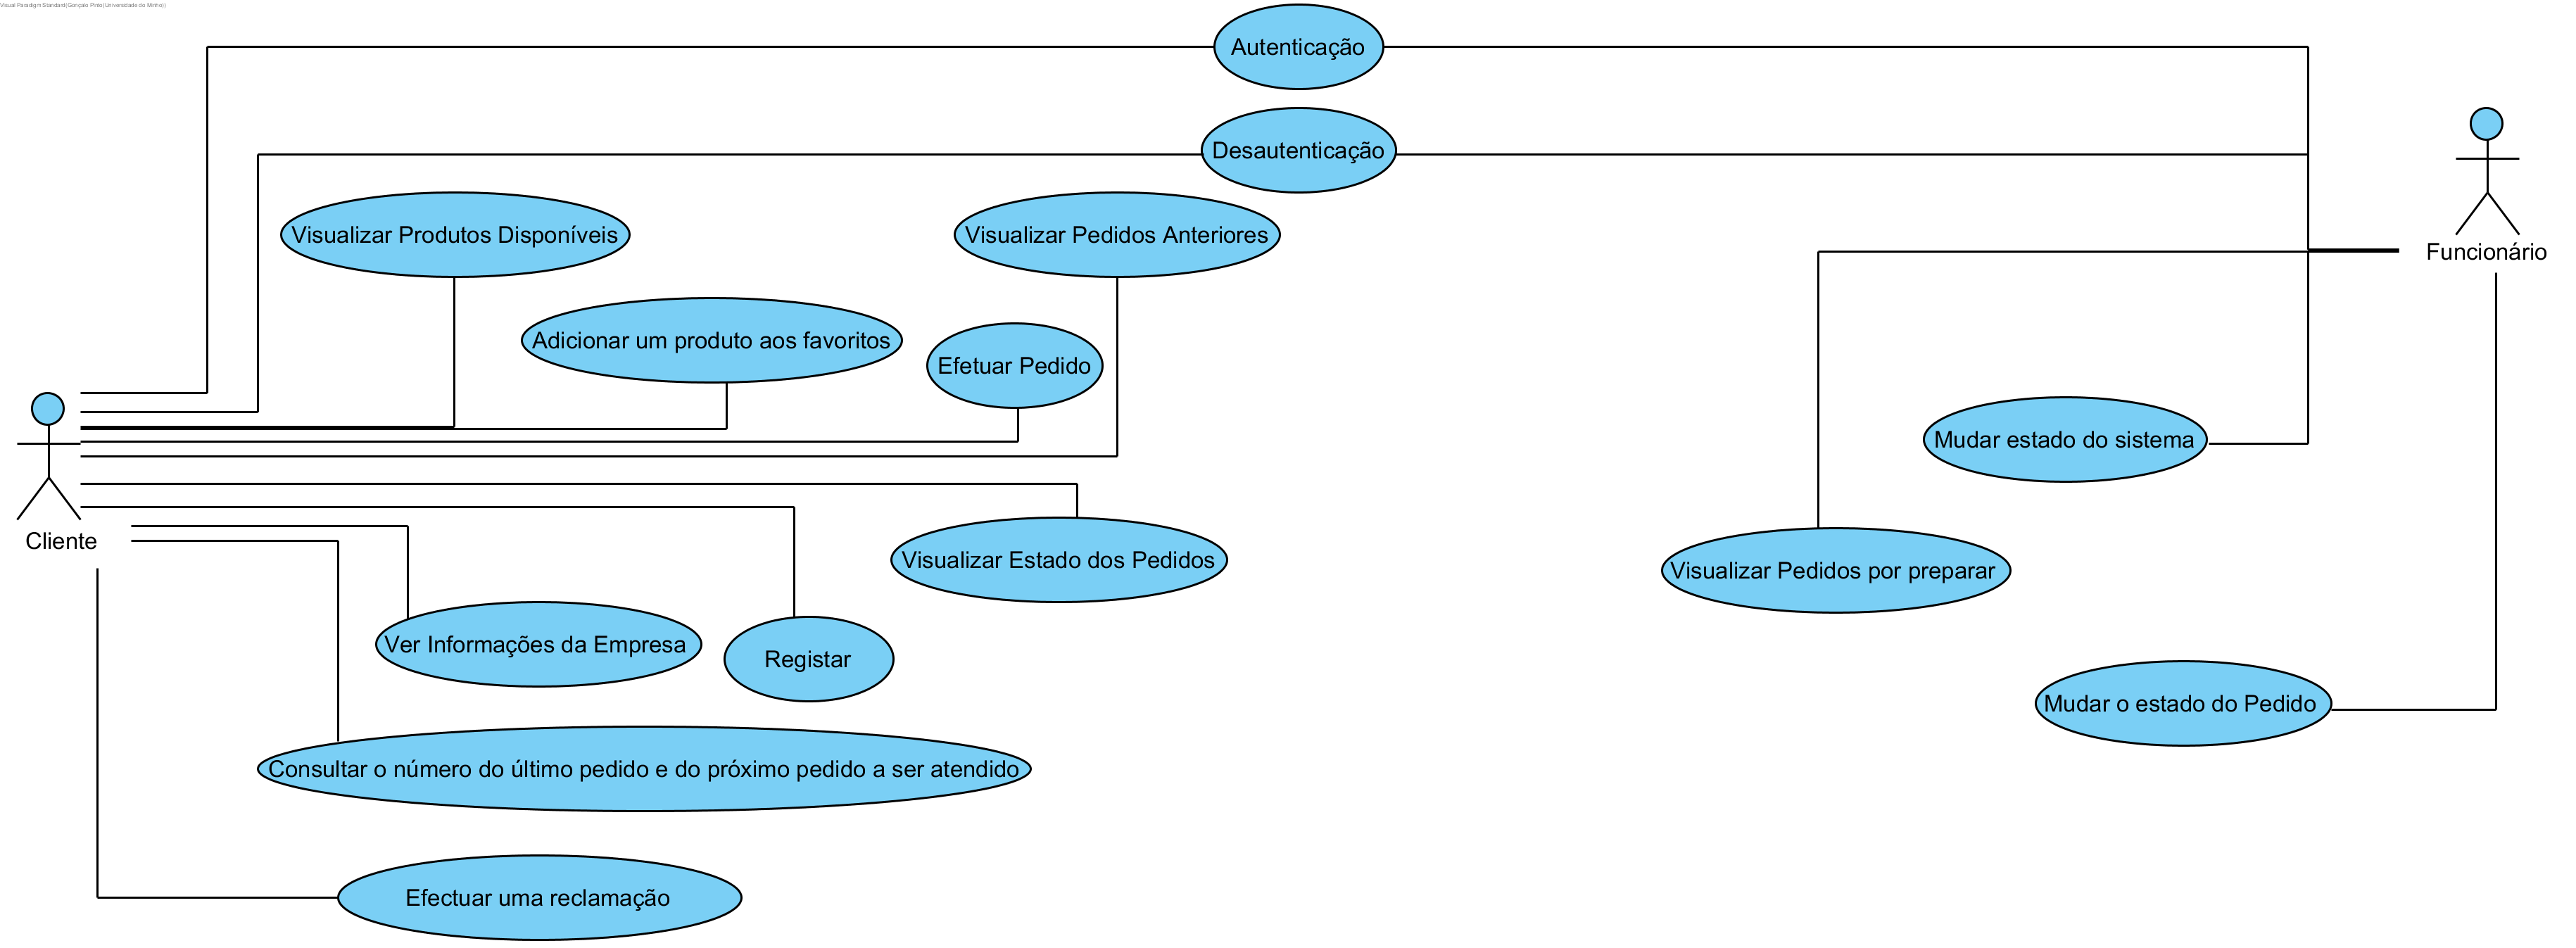 Visual Paradigm Standard(Gonçalo Pinto(Universidade do Minho))
Autenticação
Desautenticação
Visualizar Produtos Disponíveis
Visualizar Pedidos Anteriores
Funcionário
Adicionar um produto aos favoritos
Efetuar Pedido
Mudar estado do sistema
Cliente
Visualizar Estado dos Pedidos
Visualizar Pedidos por preparar
Ver Informações da Empresa
Registar
Mudar o estado do Pedido
Consultar o número do último pedido e do próximo pedido a ser atendido
Efectuar uma reclamação